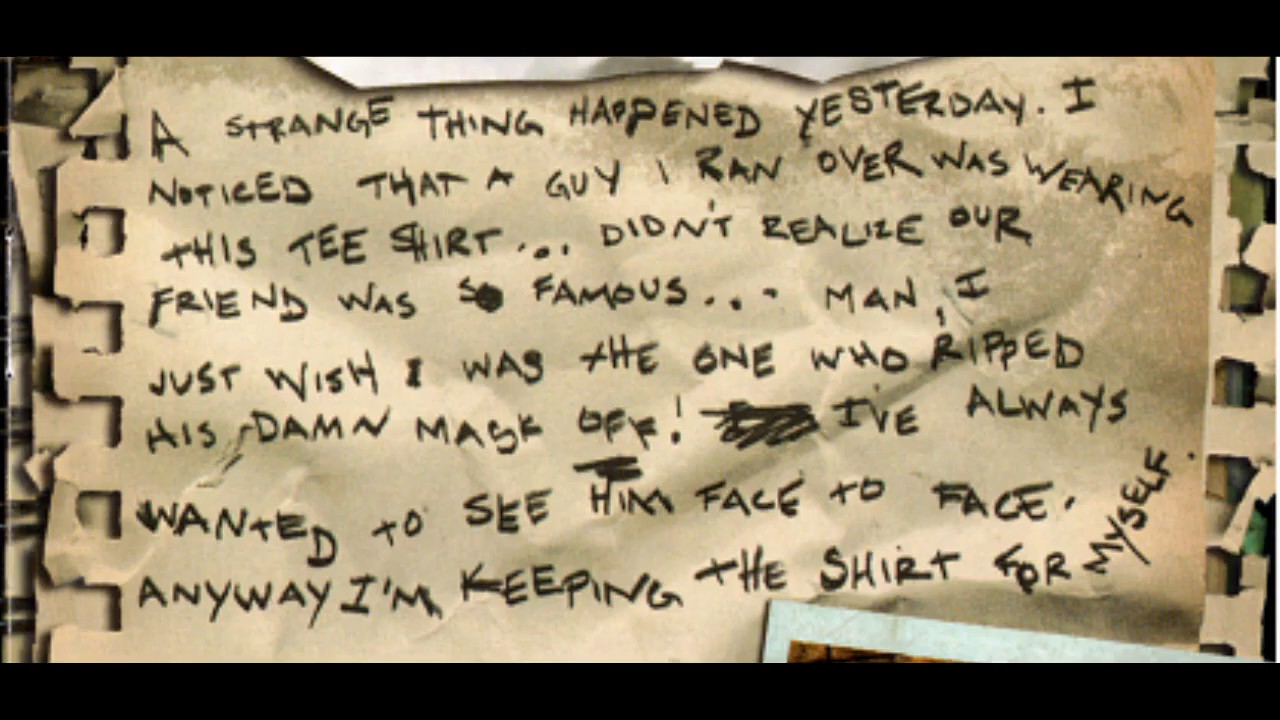 A STRANGE THING HAPPENED YESTERDAY. I
NOTICED THAT A GUY I RAN OVER WAS WEARING
THIS TEE SHIRT... DIDN'T REALIZE OUR
FRIEND WAS SO FAMOUS... MAN, I
JUST WISH I WAS THE ONE WHO RIPPED
HIS DAMN MASK OFF! I'VE ALWAYS
WANTED TO SEE HIM FACE TO FACE.
ANYWAY I'M KEEPING THE SHIRT FOR MYSELF.